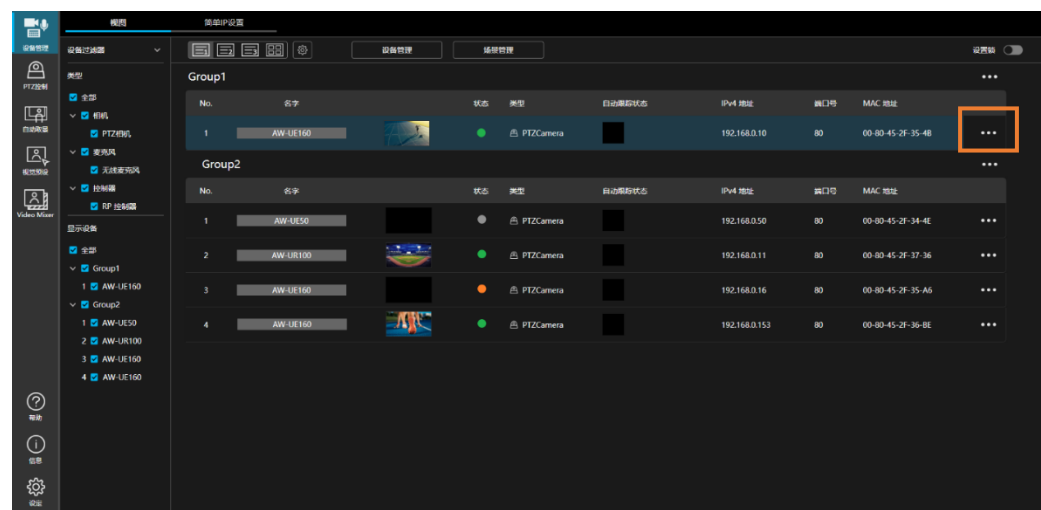 视图
简单IP设置
设备管理
设备过滤器
设备管理
场景管理
设置锁
PTZ控制
类型
全部
相机
PTZ相机
麦克风
无线麦克风
控制器
RP 控制器
自动取景
视觉预设
Video Mixer
显示设备
全部
Group1
1 AW-UE160
Group2
1 AW-UE50
2 AW-UR100
3 AW-UE160
4 AW-UE160
帮助
信息
设定
Group1
No. 名字 状态 类型 自动跟踪状态 IPv4 地址 端口号 MAC 地址
1 AW-UE160 PTZCamera 192.168.0.10 80 00-80-45-2F-35-4B
Group2
No. 名字 状态 类型 自动跟踪状态 IPv4 地址 端口号 MAC 地址
1 AW-UE50 PTZCamera 192.168.0.50 80 00-80-45-2F-34-4E
2 AW-UR100 PTZCamera 192.168.0.11 80 00-80-45-2F-37-36
3 AW-UE160 PTZCamera 192.168.0.16 80 00-80-45-2F-35-A6
4 AW-UE160 PTZCamera 192.168.0.153 80 00-80-45-2F-36-BE